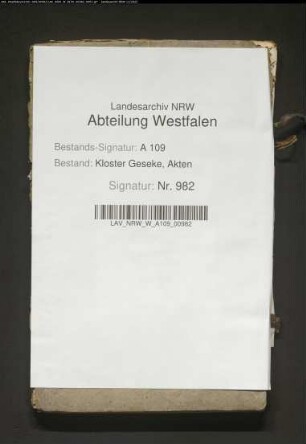 Landesarchiv NRW
Abteilung Westfalen
Bestands-Signatur: A 109
Bestand: Kloster Geseke, Akten
Signatur: Nr. 982
LAV_NRW_W_A109_00982